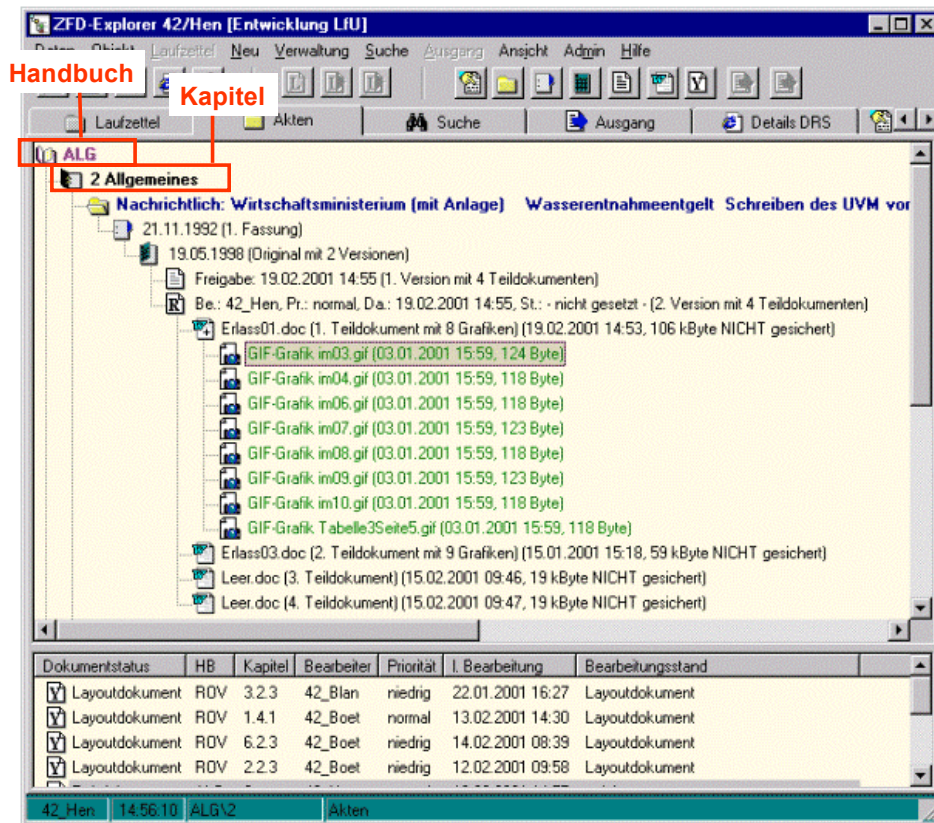 ZFD-Explorer 42/Hen [Entwicklung LfU]
Daten Objekt Laufzettel Neu Verwaltung Suche Ausgang Ansicht Admin Hilfe
Handbuch
Kapitel
Laufzettel Akten Suche Ausgang Details DRS
ALG
2 Allgemeines
Nachrichtlich: Wirtschaftsministerium (mit Anlage) Wasserentnahmeentgelt Schreiben des UVM vor
21.11.1992 (1. Fassung)
19.05.1998 (Original mit 2 Versionen)
Freigabe: 19.02.2001 14:55 (1. Version mit 4 Teildokumenten)
Be.: 42_Hen, Pr.: normal, Da.: 19.02.2001 14:55, St.: - nicht gesetzt - (2. Version mit 4 Teildokumenten)
Erlass01.doc (1. Teildokument mit 8 Grafiken) (19.02.2001 14:53, 106 kByte NICHT gesichert)
GIF-Grafik im03.gif (03.01.2001 15:59, 124 Byte)
GIF-Grafik im04.gif (03.01.2001 15:59, 118 Byte)
GIF-Grafik im06.gif (03.01.2001 15:59, 118 Byte)
GIF-Grafik im07.gif (03.01.2001 15:59, 123 Byte)
GIF-Grafik im08.gif (03.01.2001 15:59, 118 Byte)
GIF-Grafik im09.gif (03.01.2001 15:59, 123 Byte)
GIF-Grafik im10.gif (03.01.2001 15:59, 118 Byte)
GIF-Grafik Tabelle3Seite5.gif (03.01.2001 15:59, 118 Byte)
Erlass03.doc (2. Teildokument mit 9 Grafiken) (15.01.2001 15:18, 59 kByte NICHT gesichert)
Leer.doc (3. Teildokument) (15.02.2001 09:46, 19 kByte NICHT gesichert)
Leer.doc (4. Teildokument) (15.02.2001 09:47, 19 kByte NICHT gesichert)
Dokumentstatus HB Kapitel Bearbeiter Priorität l. Bearbeitung Bearbeitungsstand
Layoutdokument ROV 3.2.3 42_Blan niedrig 22.01.2001 16:27 Layoutdokument
Layoutdokument ROV 1.4.1 42_Boet normal 13.02.2001 14:30 Layoutdokument
Layoutdokument ROV 6.2.3 42_Boet niedrig 14.02.2001 08:39 Layoutdokument
Layoutdokument ROV 2.2.3 42_Boet niedrig 12.02.2001 09:58 Layoutdokument
42_Hen 14:56:10 ALG\2 Akten